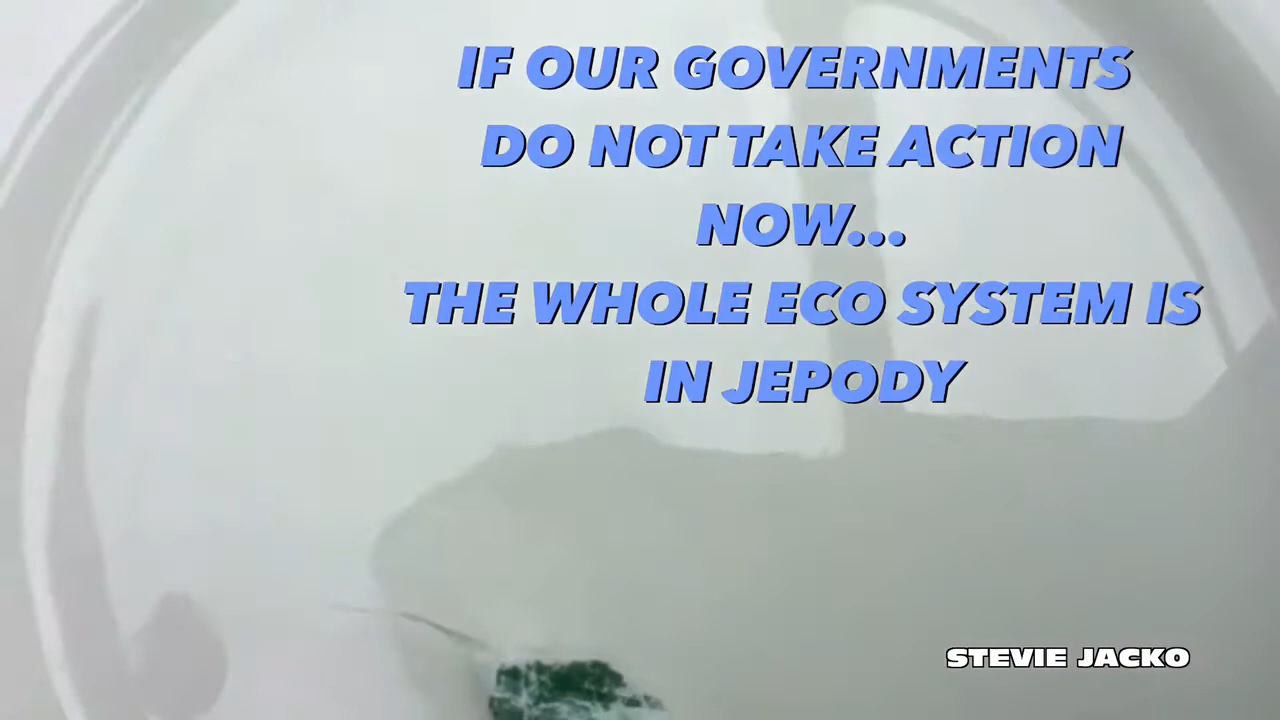 IF OUR GOVERNMENTS
DO NOT TAKE ACTION
NOW...
THE WHOLE ECO SYSTEM IS
IN JEPODY
STEVIE JACKO